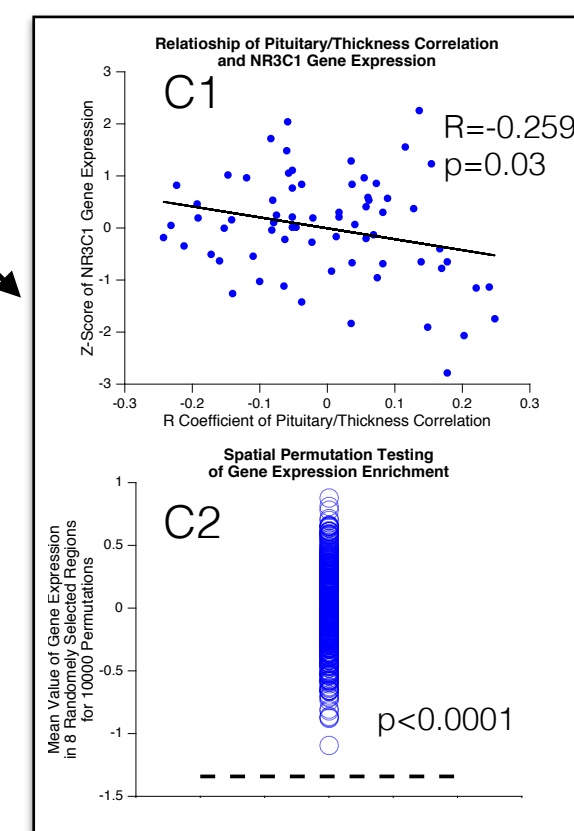 Relatioship of Pituitary/Thickness Correlation
and NR3C1 Gene Expression
C1
R=-0.259
p=0.03
Z-Score of NR3C1 Gene Expression
3
2
1
0
-1
-2
-3
-0.3
-0.2
-0.1
0
0.1
0.2
0.3
R Coefficient of Pituitary/Thickness Correlation
Spatial Permutation Testing
of Gene Expression Enrichment
C2
Mean Value of Gene Expression
in 8 Randomely Selected Regions
for 10000 Permutations
1
0.5
0
-0.5
-1
-1.5
p<0.0001